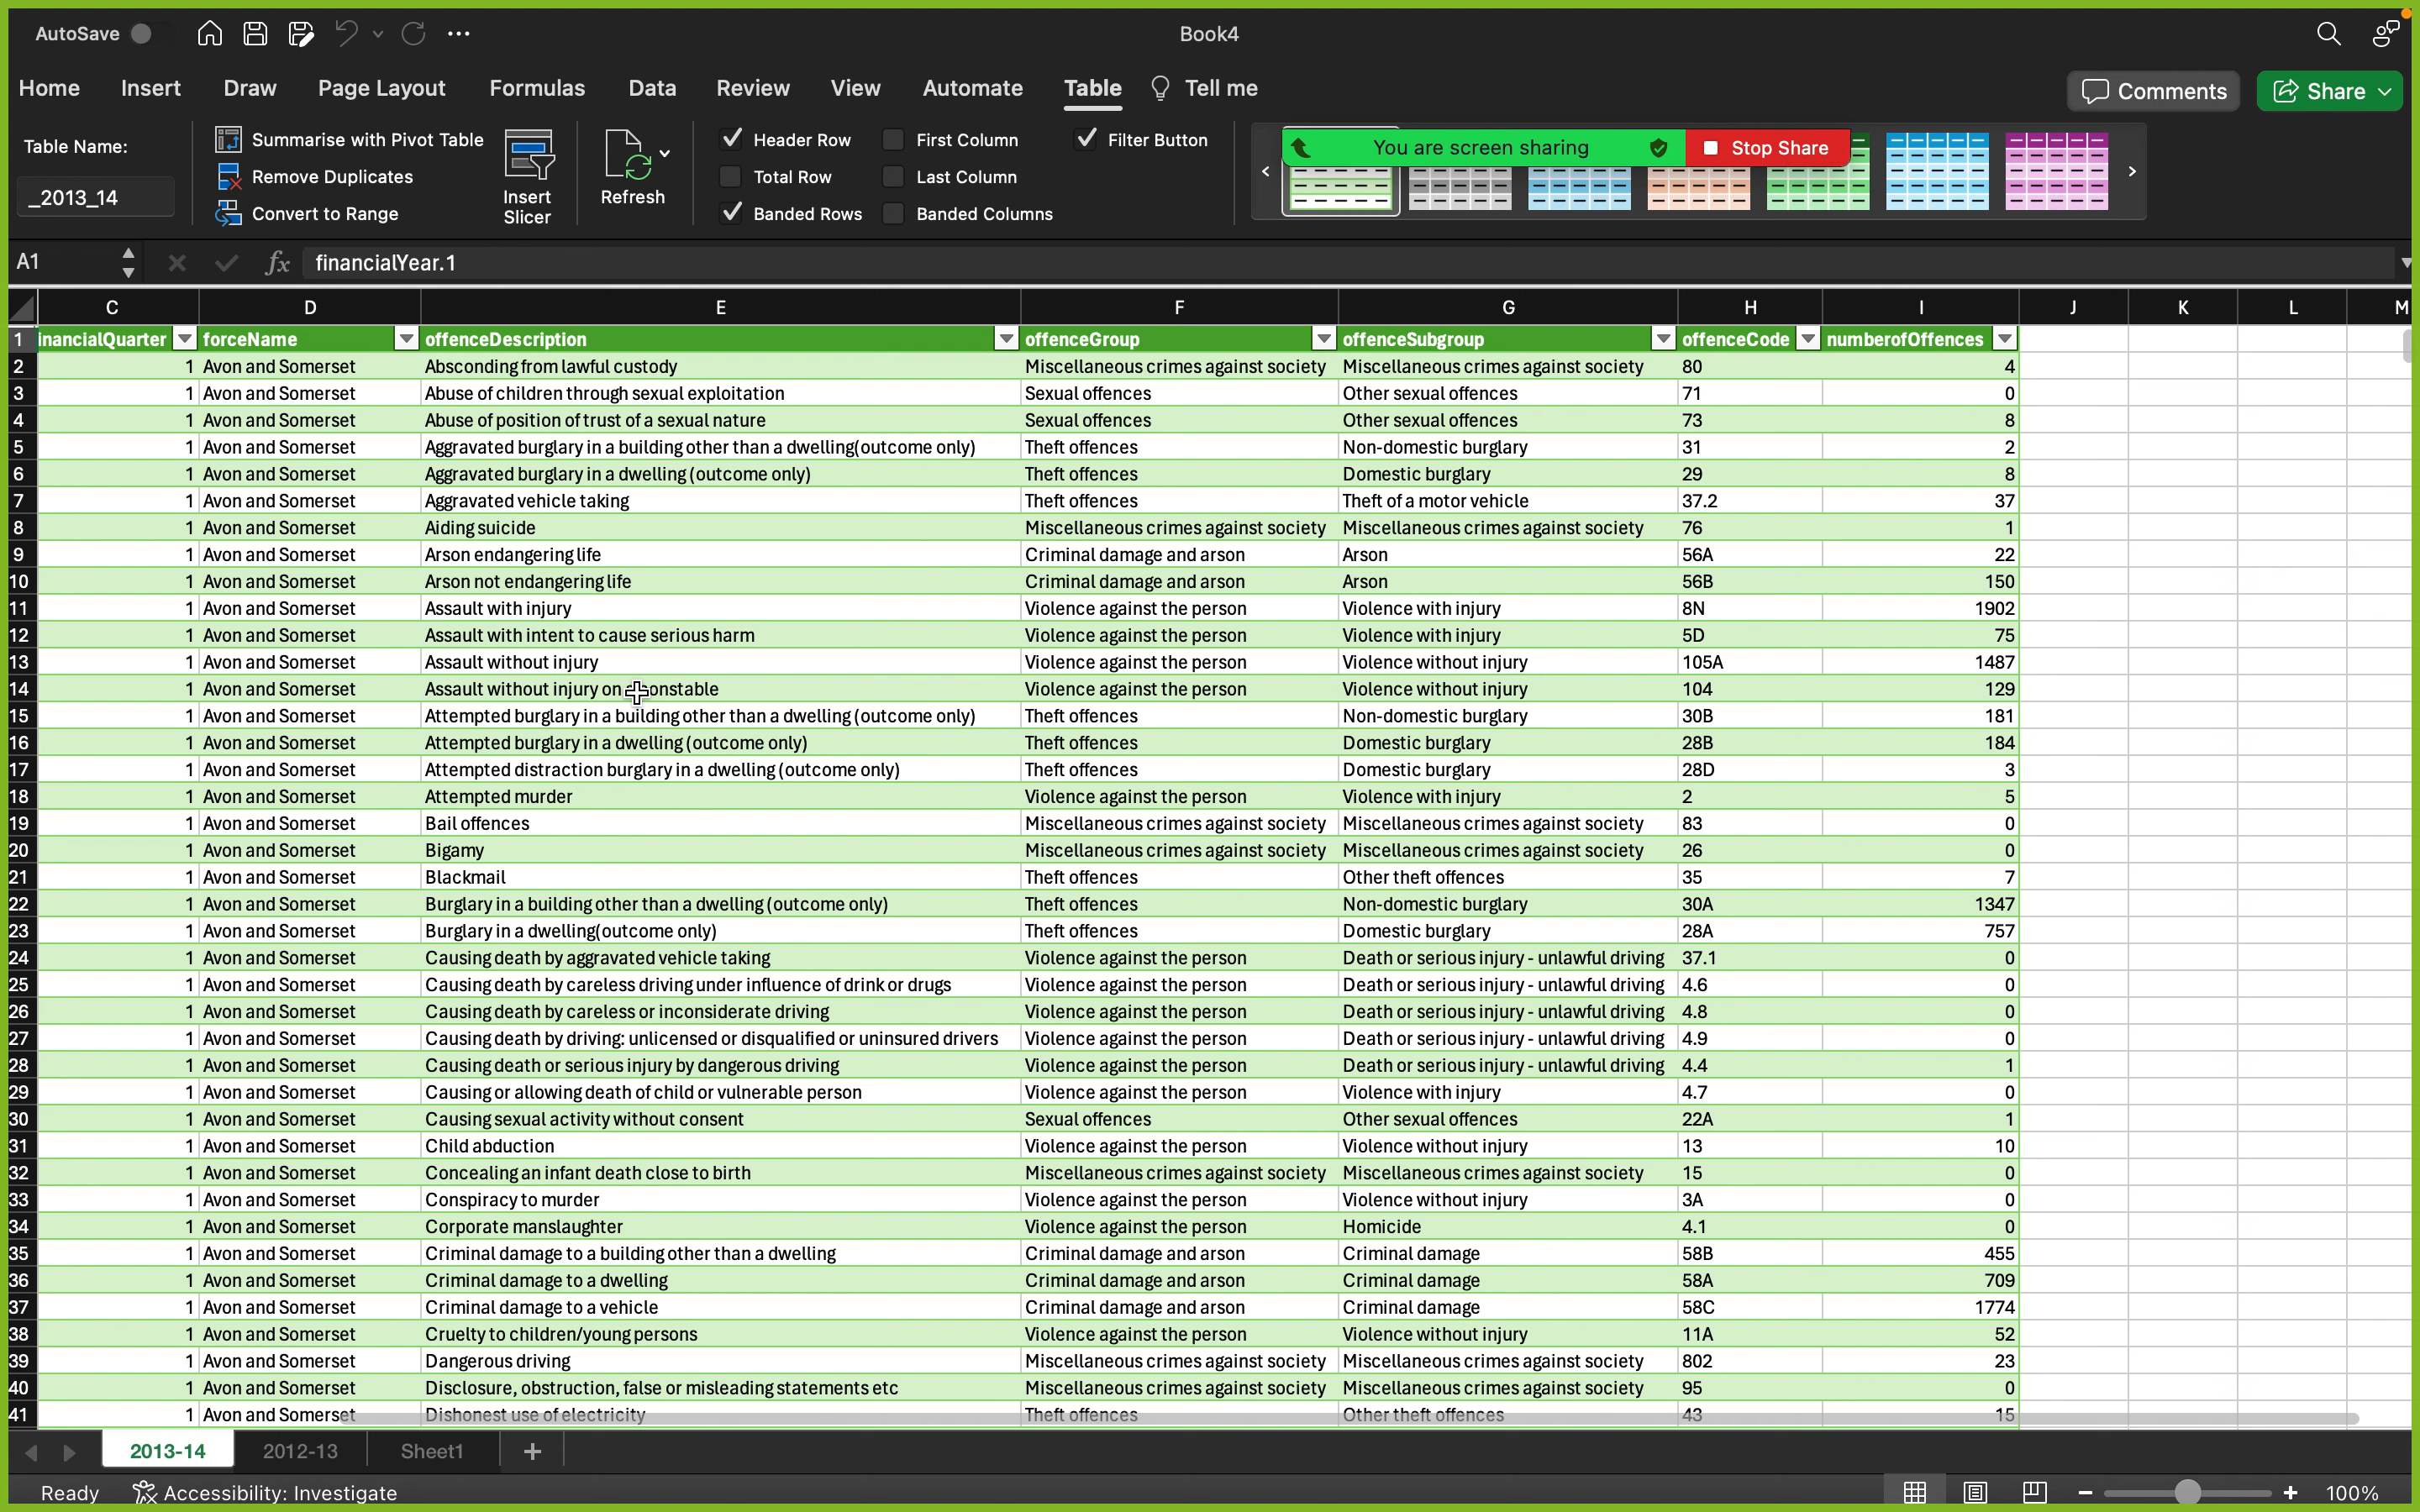 AutoSave Book4
Home Insert Draw Page Layout Formulas Data Review View Automate Table Tell me Comments Share
Table Name:
_2013_14
Summarise with Pivot Table
Remove Duplicates
Convert to Range
Insert
Slicer
Refresh
Header Row First Column Filter Button
Total Row Last Column
Banded Rows Banded Columns
You are screen sharing Stop Share
A1 fx financialYear.1
C D E F G H I J K L M
1 inancialQuarter forceName offenceDescription offenceGroup offenceSubgroup offenceCode numberofOffences
2 1 Avon and Somerset Absconding from lawful custody Miscellaneous crimes against society Miscellaneous crimes against society 80 4
3 1 Avon and Somerset Abuse of children through sexual exploitation Sexual offences Other sexual offences 71 0
4 1 Avon and Somerset Abuse of position of trust of a sexual nature Sexual offences Other sexual offences 73 8
5 1 Avon and Somerset Aggravated burglary in a building other than a dwelling(outcome only) Theft offences Non-domestic burglary 31 2
6 1 Avon and Somerset Aggravated burglary in a dwelling (outcome only) Theft offences Domestic burglary 29 8
7 1 Avon and Somerset Aggravated vehicle taking Theft offences Theft of a motor vehicle 37.2 37
8 1 Avon and Somerset Aiding suicide Miscellaneous crimes against society Miscellaneous crimes against society 76 1
9 1 Avon and Somerset Arson endangering life Criminal damage and arson Arson 56A 22
10 1 Avon and Somerset Arson not endangering life Criminal damage and arson Arson 56B 150
11 1 Avon and Somerset Assault with injury Violence against the person Violence with injury 8N 1902
12 1 Avon and Somerset Assault with intent to cause serious harm Violence against the person Violence with injury 5D 75
13 1 Avon and Somerset Assault without injury Violence against the person Violence without injury 105A 1487
14 1 Avon and Somerset Assault without injury on onstable Violence against the person Violence without injury 104 129
15 1 Avon and Somerset Attempted burglary in a building other than a dwelling (outcome only) Theft offences Non-domestic burglary 30B 181
16 1 Avon and Somerset Attempted burglary in a dwelling (outcome only) Theft offences Domestic burglary 28B 184
17 1 Avon and Somerset Attempted distraction burglary in a dwelling (outcome only) Theft offences Domestic burglary 28D 3
18 1 Avon and Somerset Attempted murder Violence against the person Violence with injury 2 5
19 1 Avon and Somerset Bail offences Miscellaneous crimes against society Miscellaneous crimes against society 83 0
20 1 Avon and Somerset Bigamy Miscellaneous crimes against society Miscellaneous crimes against society 26 0
21 1 Avon and Somerset Blackmail Theft offences Other theft offences 35 7
22 1 Avon and Somerset Burglary in a building other than a dwelling (outcome only) Theft offences Non-domestic burglary 30A 1347
23 1 Avon and Somerset Burglary in a dwelling(outcome only) Theft offences Domestic burglary 28A 757
24 1 Avon and Somerset Causing death by aggravated vehicle taking Violence against the person Death or serious injury - unlawful driving 37.1 0
25 1 Avon and Somerset Causing death by careless driving under influence of drink or drugs Violence against the person Death or serious injury - unlawful driving 4.6 0
26 1 Avon and Somerset Causing death by careless or inconsiderate driving Violence against the person Death or serious injury - unlawful driving 4.8 0
27 1 Avon and Somerset Causing death by driving: unlicensed or disqualified or uninsured drivers Violence against the person Death or serious injury - unlawful driving 4.9 0
28 1 Avon and Somerset Causing death or serious injury by dangerous driving Violence against the person Death or serious injury - unlawful driving 4.4 1
29 1 Avon and Somerset Causing or allowing death of child or vulnerable person Violence against the person Violence with injury 4.7 0
30 1 Avon and Somerset Causing sexual activity without consent Sexual offences Other sexual offences 22A 1
31 1 Avon and Somerset Child abduction Violence against the person Violence without injury 13 10
32 1 Avon and Somerset Concealing an infant death close to birth Miscellaneous crimes against society Miscellaneous crimes against society 15 0
33 1 Avon and Somerset Conspiracy to murder Violence against the person Violence without injury 3A 0
34 1 Avon and Somerset Corporate manslaughter Violence against the person Homicide 4.1 0
35 1 Avon and Somerset Criminal damage to a building other than a dwelling Criminal damage and arson Criminal damage 58B 455
36 1 Avon and Somerset Criminal damage to a dwelling Criminal damage and arson Criminal damage 58A 709
37 1 Avon and Somerset Criminal damage to a vehicle Criminal damage and arson Criminal damage 58C 1774
38 1 Avon and Somerset Cruelty to children/young persons Violence against the person Violence without injury 11A 52
39 1 Avon and Somerset Dangerous driving Miscellaneous crimes against society Miscellaneous crimes against society 802 23
40 1 Avon and Somerset Disclosure, obstruction, false or misleading statements etc Miscellaneous crimes against society Miscellaneous crimes against society 95 0
41 1 Avon and Somerset Dishonest use of electricity Theft offences Other theft offences 43 15
2013-14 2012-13 Sheet1
Ready Accessibility: Investigate 100%